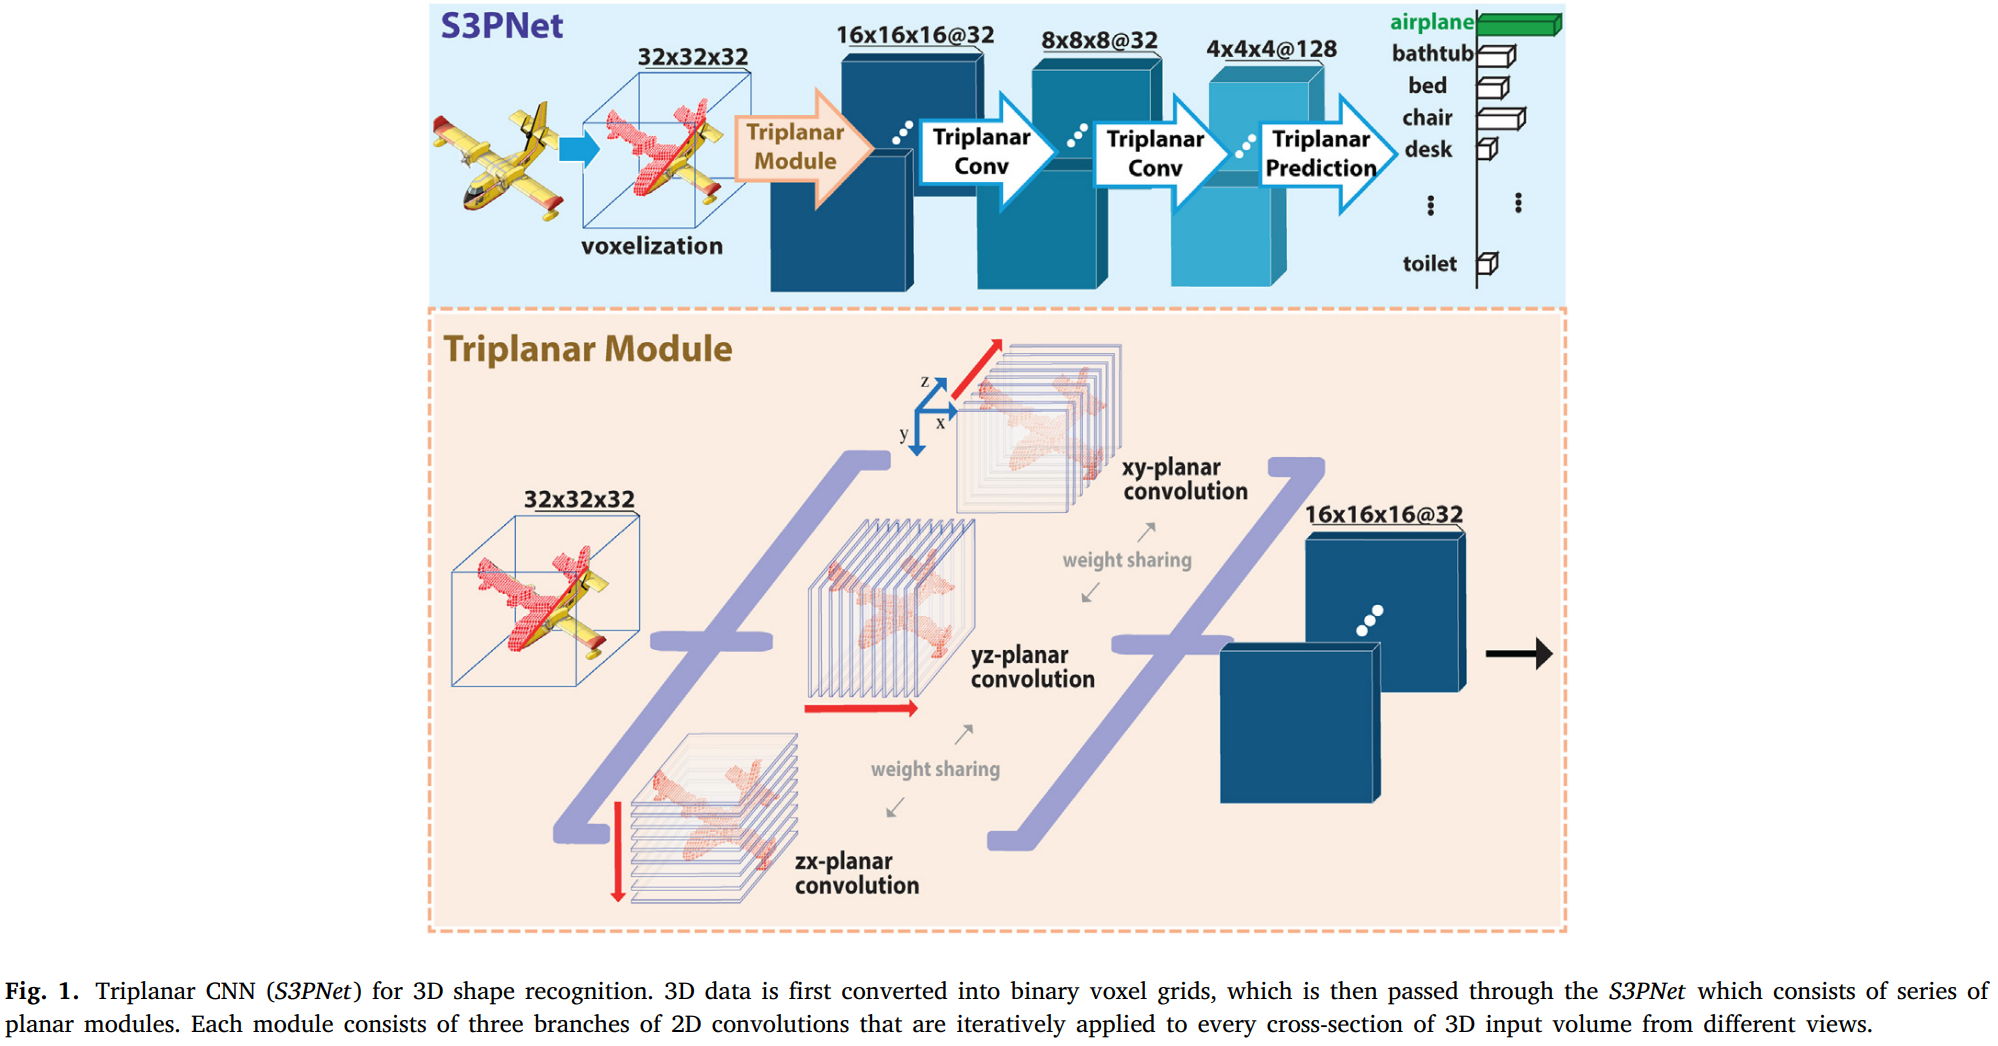 S3PNet
32x32x32
voxelization
Triplanar
Module
16x16x16@32
Triplanar
Conv
8x8x8@32
Triplanar
Conv
4x4x4@128
Triplanar
Prediction
airplane
bathtub
bed
chair
desk
toilet
Triplanar Module
32x32x32
z
x
y
xy-planar
convolution
weight sharing
yz-planar
convolution
weight sharing
zx-planar
convolution
16x16x16@32
Fig. 1. Triplanar CNN (S3PNet) for 3D shape recognition. 3D data is first converted into binary voxel grids, which is then passed through the S3PNet which consists of series of
planar modules. Each module consists of three branches of 2D convolutions that are iteratively applied to every cross-section of 3D input volume from different views.